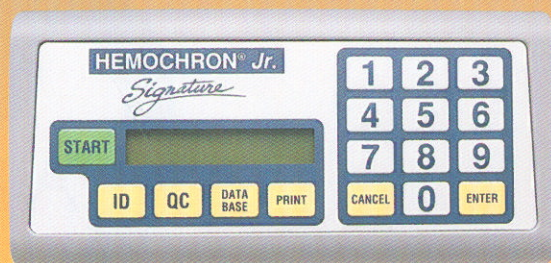 HEMOCHRON® Jr.
Signature
START
ID
QC
DATA
BASE
PRINT
1 2 3
4 5 6
7 8 9
CANCEL 0 ENTER